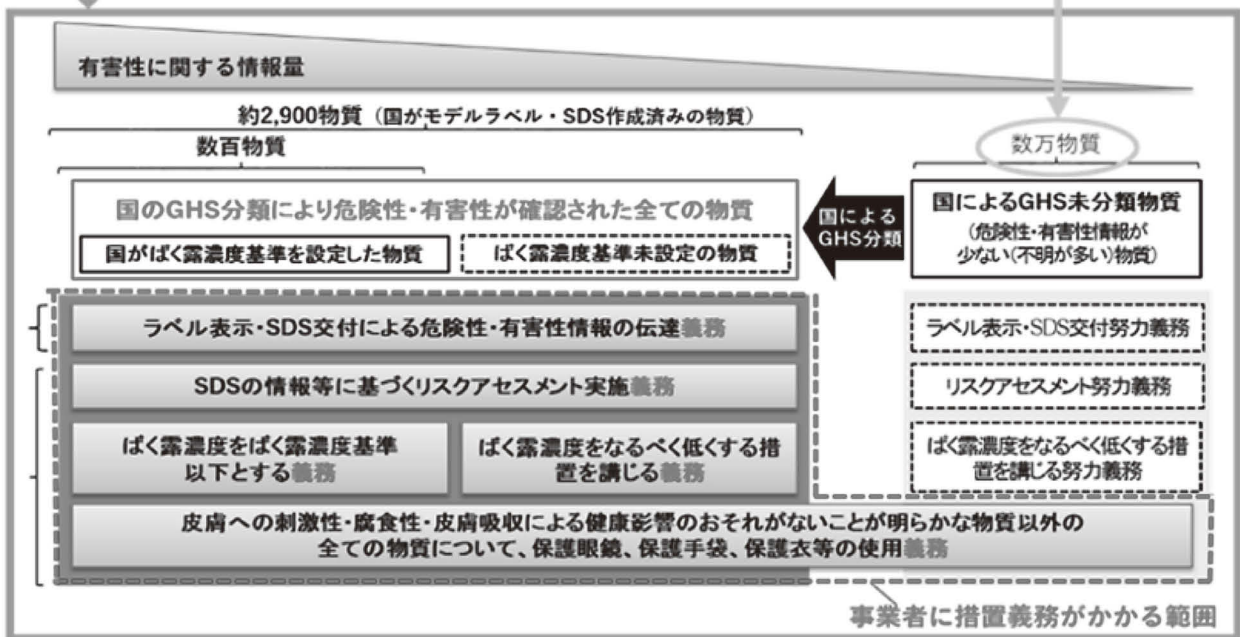 有害性に関する情報量
約2,900物質（国がモデルラベル・SDS作成済みの物質）
数百物質
数万物質
国のGHS分類により危険性・有害性が確認された全ての物質
国がばく露濃度基準を設定した物質
ばく露濃度基準未設定の物質
国による
GHS分類
国によるGHS未分類物質
(危険性・有害性情報が
少ない(不明が多い)物質)
ラベル表示・SDS交付による危険性・有害性情報の伝達義務
ラベル表示・SDS交付努力義務
SDSの情報等に基づくリスクアセスメント実施義務
リスクアセスメント努力義務
ばく露濃度をばく露濃度基準
以下とする義務
ばく露濃度をなるべく低くする措
置を講じる義務
ばく露濃度をなるべく低くする措
置を講じる努力義務
皮膚への刺激性・腐食性・皮膚吸収による健康影響のおそれがないことが明らかな物質以外の
全ての物質について、保護眼鏡、保護手袋、保護衣等の使用義務
事業者に措置義務がかかる範囲